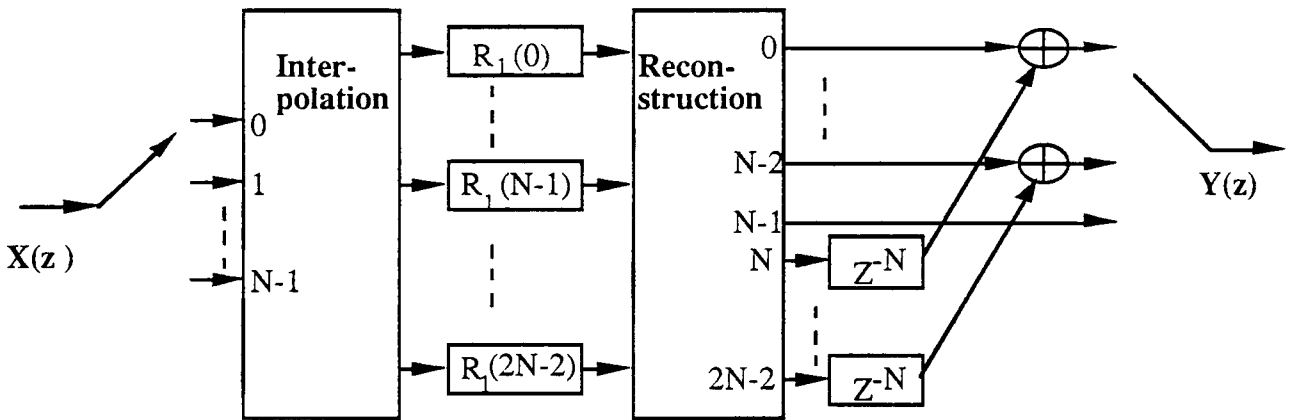 Inter-
polation
0
1
N-1
X(z )
R₁(0)
R₁(N-1)
R₁(2N-2)
Recon-
struction
0
N-2
N-1
N
2N-2
Z⁻ᴺ
Z⁻ᴺ
Y(z)